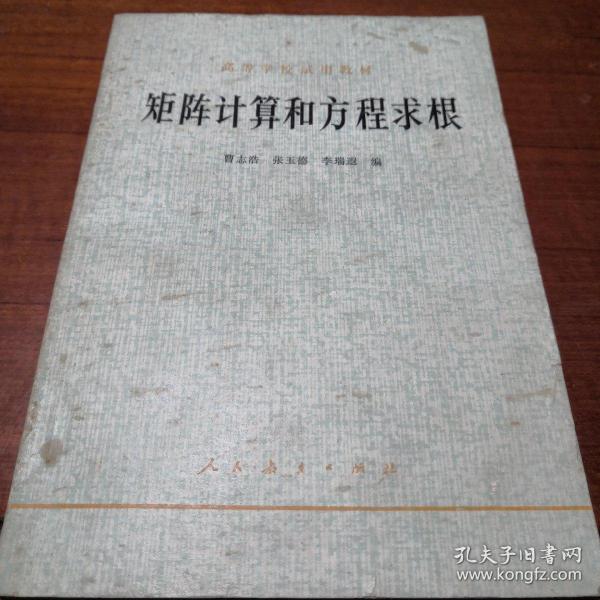 高等学校试用教材
矩阵计算和方程求根
曹志浩 张玉德 李瑞遐 编
人民教育出版社
孔夫子旧书网
www.kongfz.com